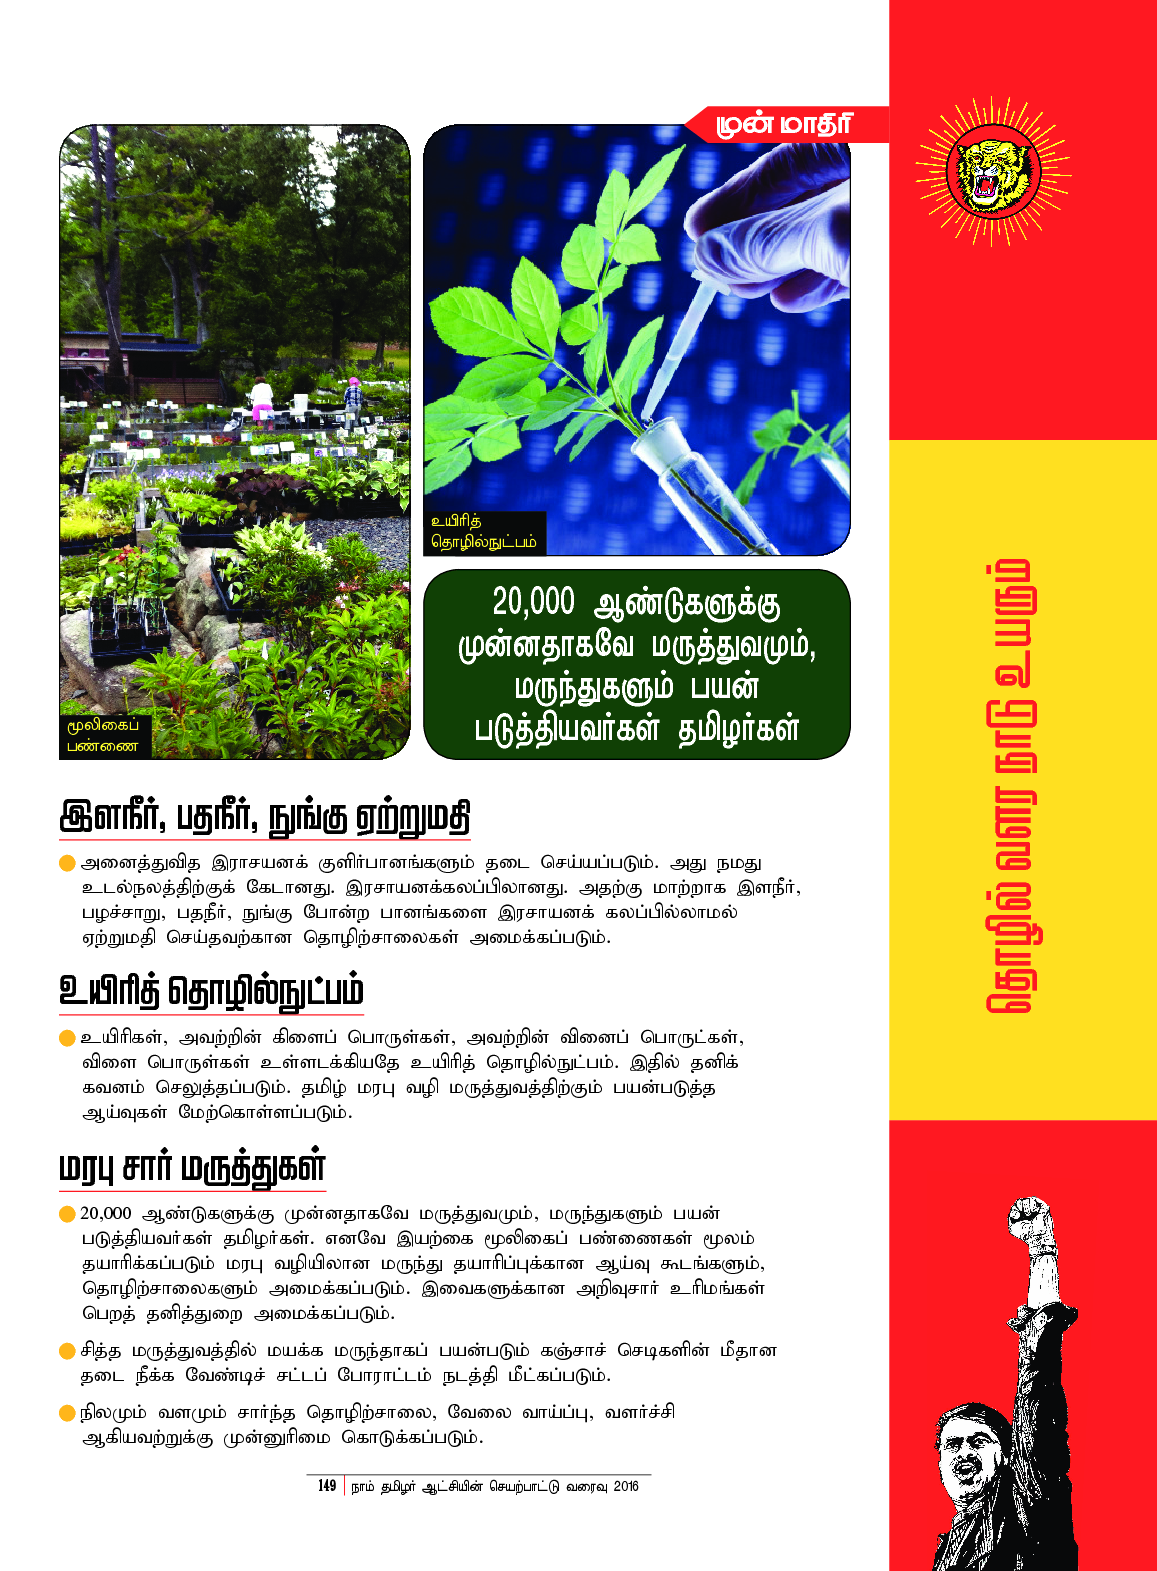 முன் மாதிரி
மூலிகைப்
பண்ணை
உயிரித்
தொழில்நுட்பம்
20,000 ஆண்டுகளுக்கு
முன்னதாகவே மருத்துவமும்,
மருந்துகளும் பயன்
படுத்தியவர்கள் தமிழர்கள்
இளநீர், பதநீர், நுங்கு ஏற்றுமதி
அனைத்துவித இராசயனக் குளிர்பானங்களும் தடை செய்யப்படும். அது நமது
உடல்நலத்திற்குக் கேடானது. இரசாயனக்கலப்பிலானது. அதற்கு மாற்றாக இளநீர்,
பழச்சாறு, பதநீர், நுங்கு போன்ற பானங்களை இரசாயனக் கலப்பில்லாமல்
ஏற்றுமதி செய்தவற்கான தொழிற்சாலைகள் அமைக்கப்படும்.
உயிரித் தொழில்நுட்பம்
உயிரிகள், அவற்றின் கிளைப் பொருள்கள், அவற்றின் வினைப் பொருட்கள்,
விளை பொருள்கள் உள்ளடக்கியதே உயிரித் தொழில்நுட்பம். இதில் தனிக்
கவனம் செலுத்தப்படும். தமிழ் மரபு வழி மருத்துவத்திற்கும் பயன்படுத்த
ஆய்வுகள் மேற்கொள்ளப்படும்.
மரபு சார் மருத்துகள்
20,000 ஆண்டுகளுக்கு முன்னதாகவே மருத்துவமும், மருந்துகளும் பயன்
படுத்தியவர்கள் தமிழர்கள். எனவே இயற்கை மூலிகைப் பண்ணைகள் மூலம்
தயாரிக்கப்படும் மரபு வழியிலான மருந்து தயாரிப்புக்கான ஆய்வு கூடங்களும்,
தொழிற்சாலைகளும் அமைக்கப்படும். இவைகளுக்கான அறிவுசார் உரிமங்கள்
பெறத் தனித்துறை அமைக்கப்படும்.
சித்த மருத்துவத்தில் மயக்க மருந்தாகப் பயன்படும் கஞ்சாச் செடிகளின் மீதான
தடை நீக்க வேண்டிச் சட்டப் போராட்டம் நடத்தி மீட்கப்படும்.
நிலமும் வளமும் சார்ந்த தொழிற்சாலை, வேலை வாய்ப்பு, வளர்ச்சி
ஆகியவற்றுக்கு முன்னுரிமை கொடுக்கப்படும்.
149 நாம் தமிழர் ஆட்சியின் செயற்பாட்டு வரைவு 2016
தொழில் வளர நாடு உயரும்